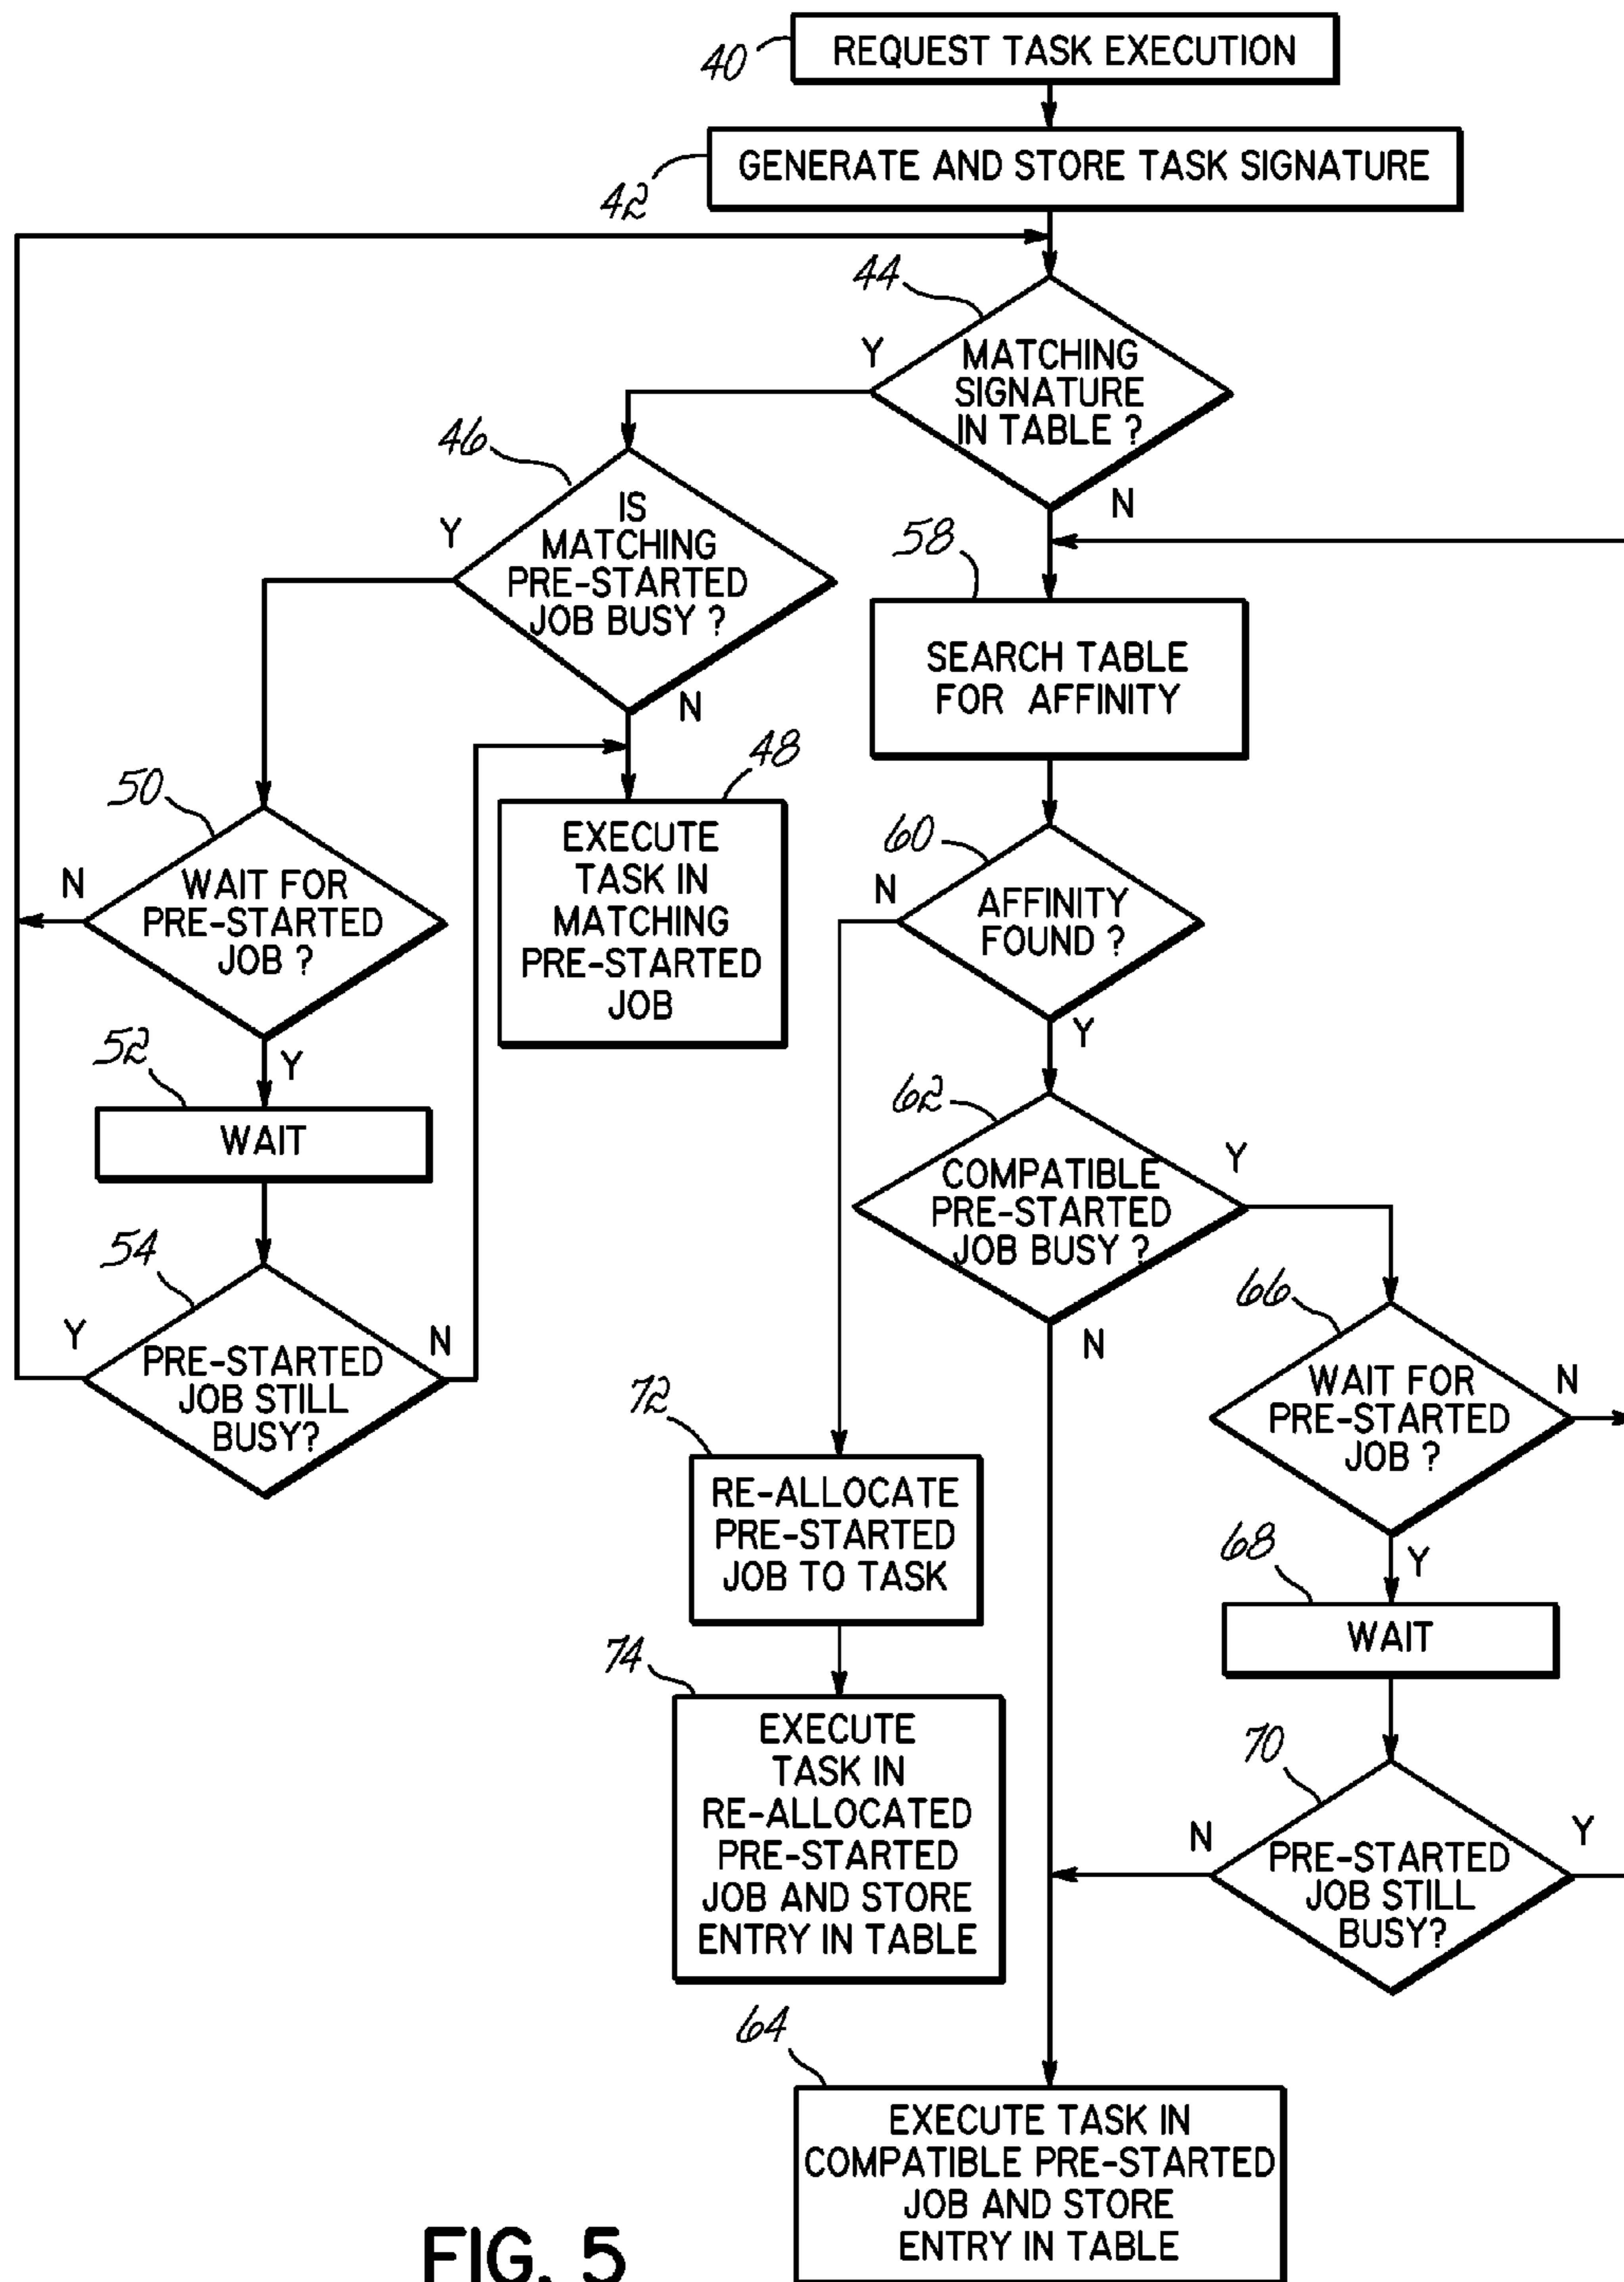 40
REQUEST TASK EXECUTION
42
GENERATE AND STORE TASK SIGNATURE
44
Y
MATCHING
SIGNATURE
IN TABLE ?
N
46
Y
IS
MATCHING
PRE-STARTED
JOB BUSY ?
N
58
SEARCH TABLE
FOR AFFINITY
48
EXECUTE
TASK IN
MATCHING
PRE-STARTED
JOB
50
N
WAIT FOR
PRE-STARTED
JOB ?
Y
60
N
AFFINITY
FOUND ?
Y
52
WAIT
62
COMPATIBLE
PRE-STARTED
JOB BUSY ?
Y
N
54
Y
PRE-STARTED
JOB STILL
BUSY?
N
66
WAIT FOR
PRE-STARTED
JOB ?
N
Y
72
RE-ALLOCATE
PRE-STARTED
JOB TO TASK
68
WAIT
74
EXECUTE
TASK IN
RE-ALLOCATED
PRE-STARTED
JOB AND STORE
ENTRY IN TABLE
70
N
PRE-STARTED
JOB STILL
BUSY?
Y
64
EXECUTE TASK IN
COMPATIBLE PRE-STARTED
JOB AND STORE
ENTRY IN TABLE
FIG. 5